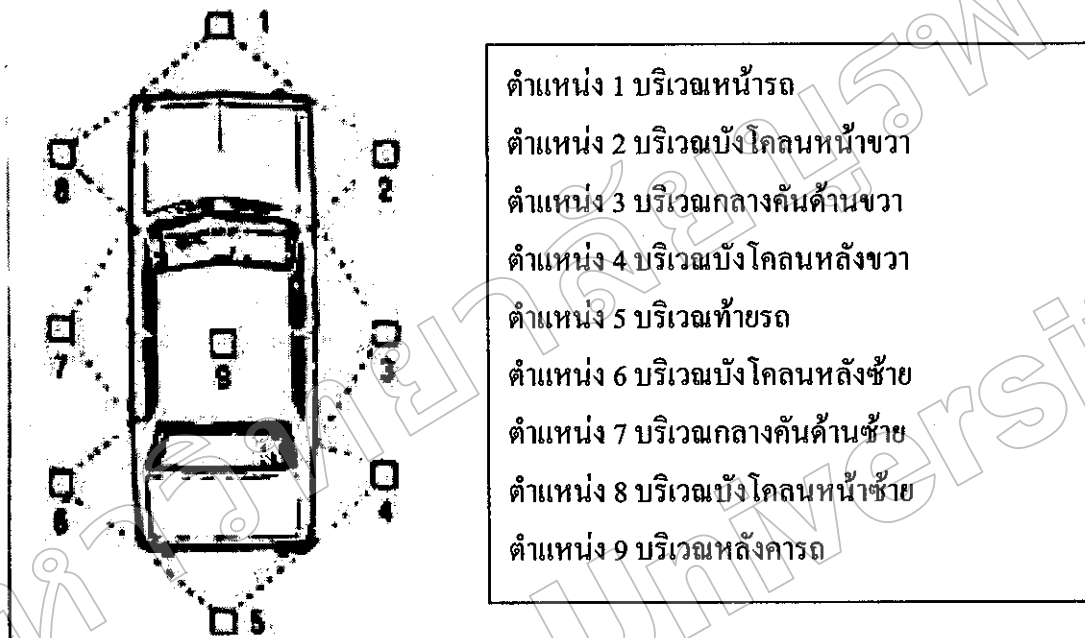 1
8
2
7
3
9
6
4
5
ตำแหน่ง 1 บริเวณหน้ารถ
ตำแหน่ง 2 บริเวณบังโคลนหน้าขวา
ตำแหน่ง 3 บริเวณกลางคันด้านขวา
ตำแหน่ง 4 บริเวณบังโคลนหลังขวา
ตำแหน่ง 5 บริเวณท้ายรถ
ตำแหน่ง 6 บริเวณบังโคลนหลังซ้าย
ตำแหน่ง 7 บริเวณกลางคันด้านซ้าย
ตำแหน่ง 8 บริเวณบังโคลนหน้าซ้าย
ตำแหน่ง 9 บริเวณหลังคารถ